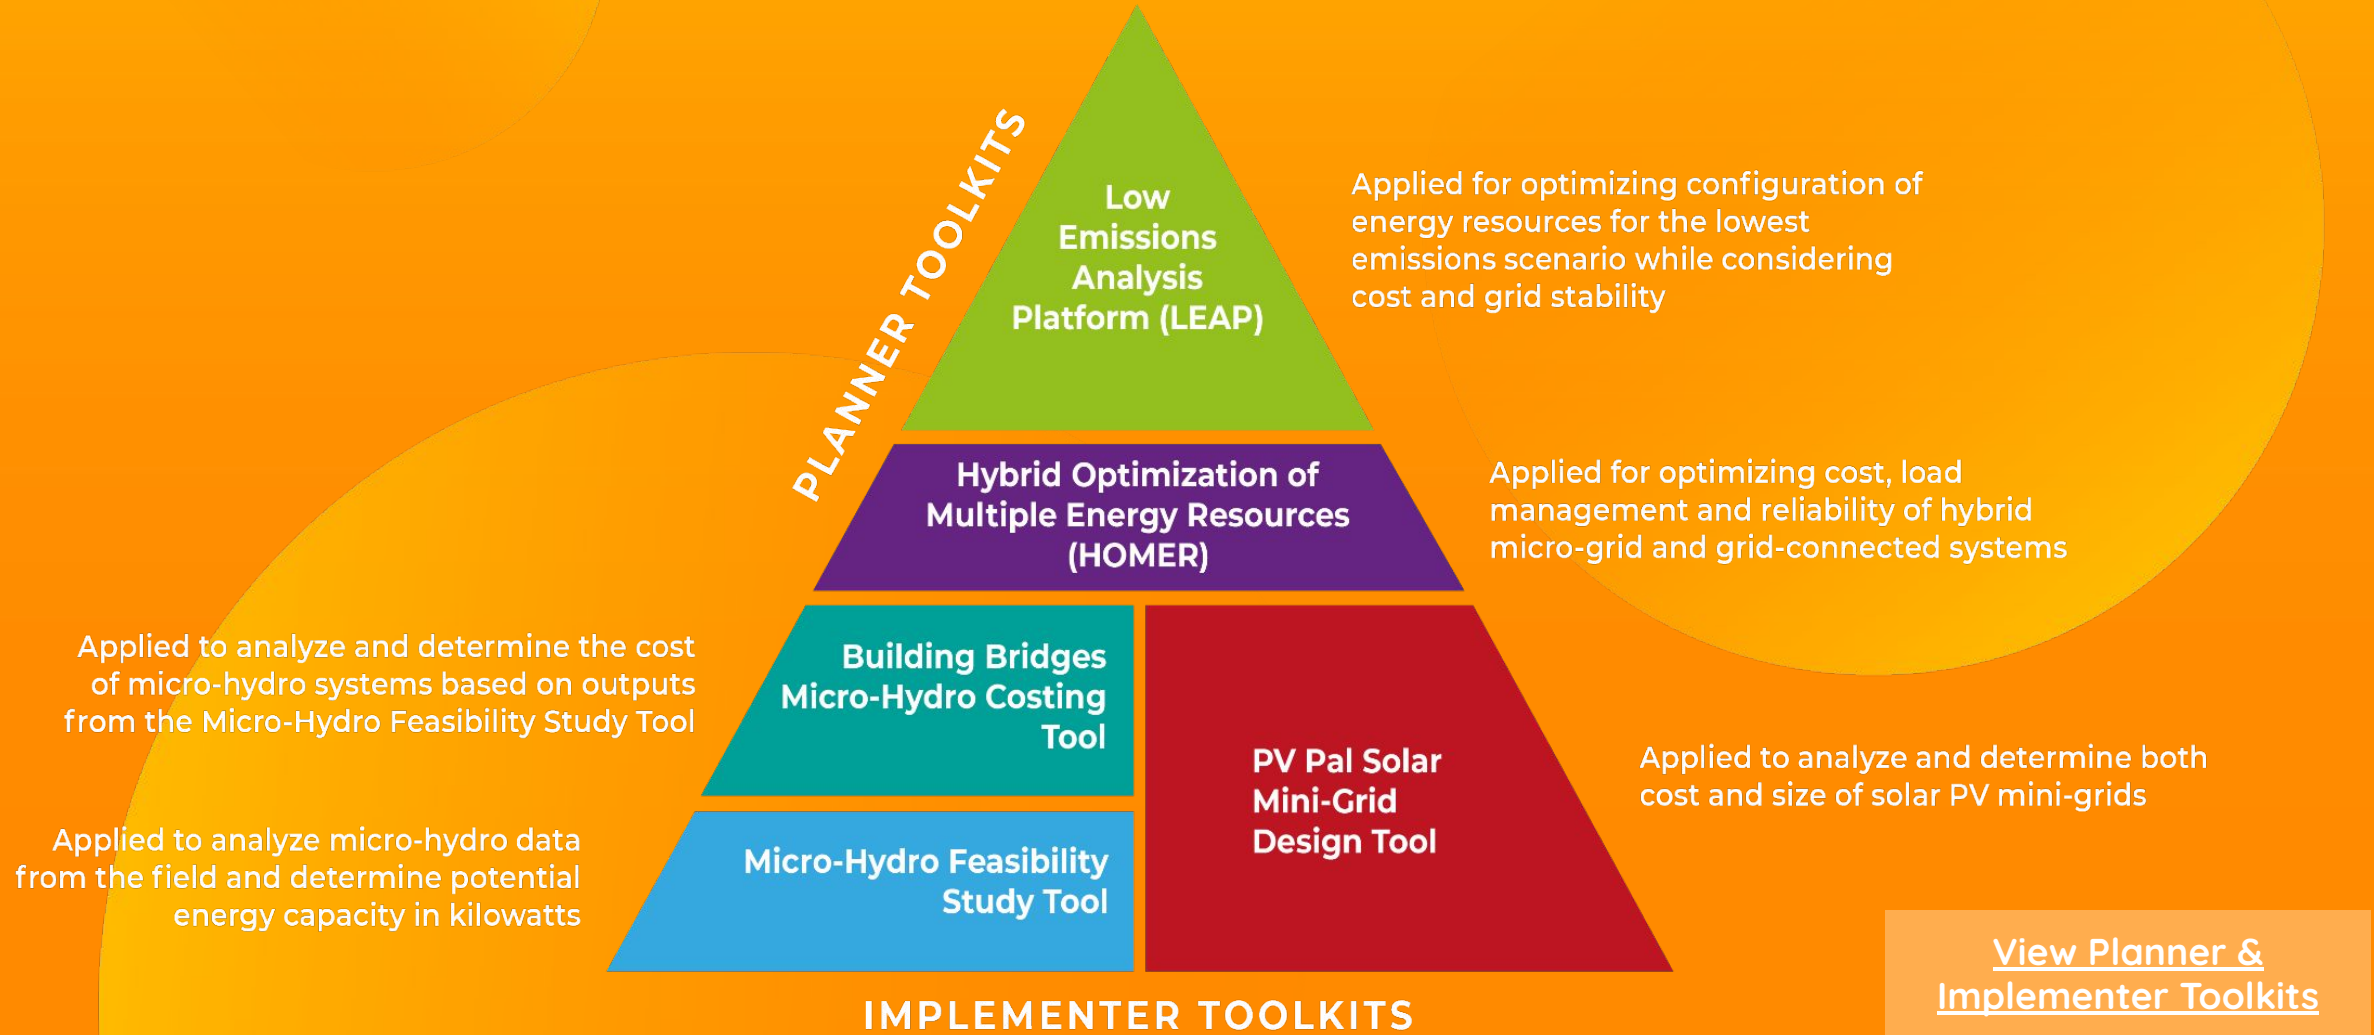 PLANNER TOOLKITS
Low
Emissions
Analysis
Platform (LEAP)
Applied for optimizing configuration of
energy resources for the lowest
emissions scenario while considering
cost and grid stability
Hybrid Optimization of
Multiple Energy Resources
(HOMER)
Applied for optimizing cost, load
management and reliability of hybrid
micro-grid and grid-connected systems
Applied to analyze and determine the cost
of micro-hydro systems based on outputs
from the Micro-Hydro Feasibility Study Tool
Building Bridges
Micro-Hydro Costing
Tool
PV Pal Solar
Mini-Grid
Design Tool
Applied to analyze and determine both
cost and size of solar PV mini-grids
Applied to analyze micro-hydro data
from the field and determine potential
energy capacity in kilowatts
Micro-Hydro Feasibility
Study Tool
IMPLEMENTER TOOLKITS
View Planner &
Implementer Toolkits